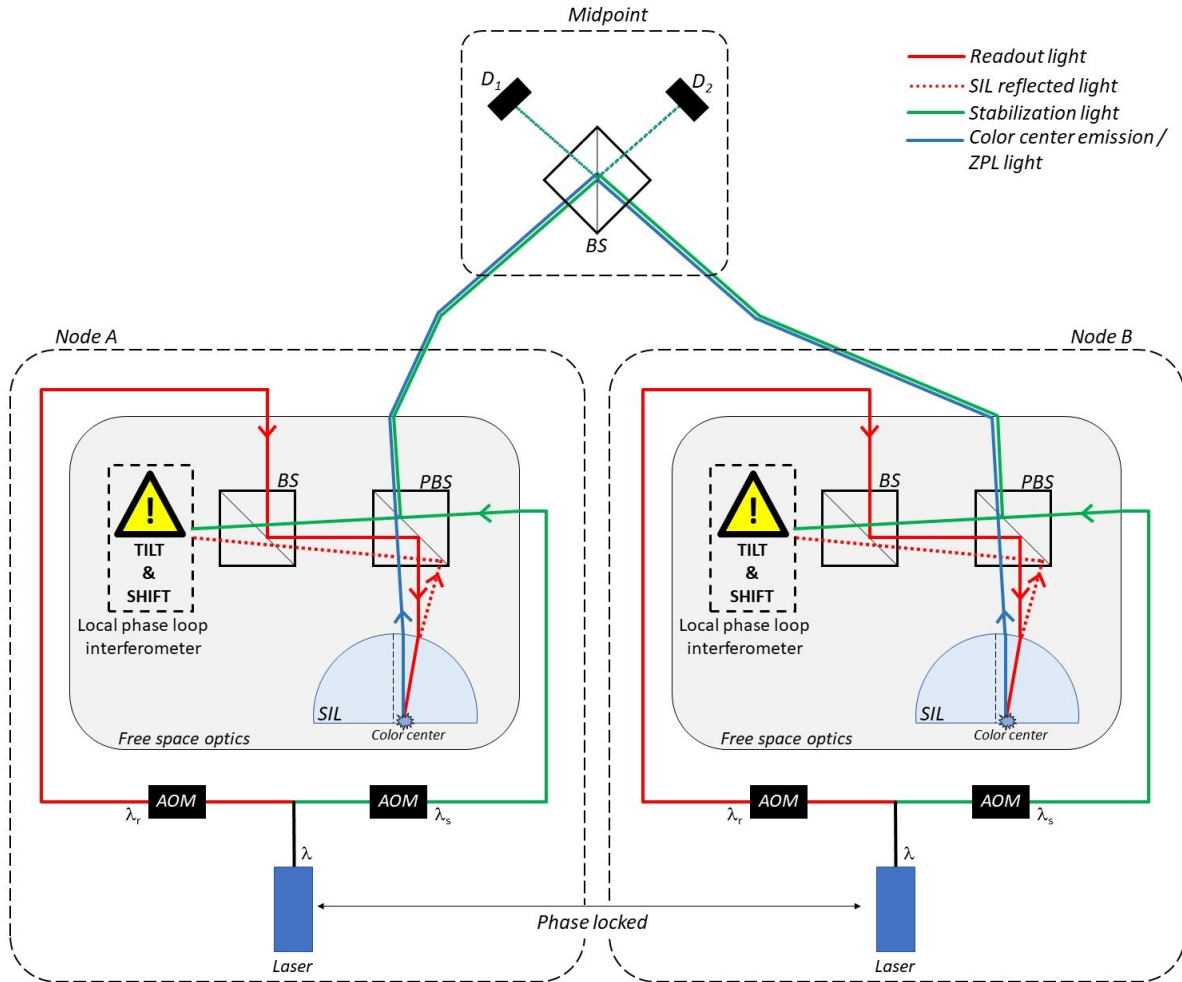 Midpoint
D1
D2
BS
Readout light
SIL reflected light
Stabilization light
Color center emission /
ZPL light
Node A
BS
PBS
!
TILT
&
SHIFT
Local phase loop
interferometer
SIL
Color center
Free space optics
AOM
AOM
λr
λs
λ
Laser
Node B
BS
PBS
!
TILT
&
SHIFT
Local phase loop
interferometer
SIL
Color center
Free space optics
AOM
AOM
λr
λs
λ
Laser
Phase locked